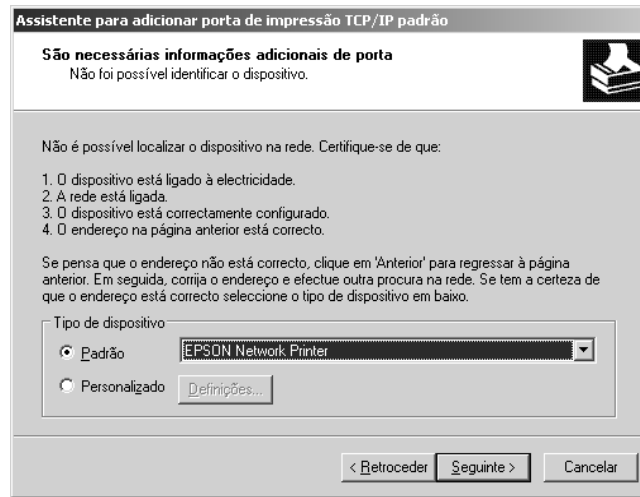 Assistente para adicionar porta de impressão TCP/IP padrão
São necessárias informações adicionais de porta
Não foi possível identificar o dispositivo.
Não é possível localizar o dispositivo na rede. Certifique-se de que:
1. O dispositivo está ligado à electricidade.
2. A rede está ligada.
3. O dispositivo está correctamente configurado.
4. O endereço na página anterior está correcto.
Se pensa que o endereço não está correcto, clique em 'Anterior' para regressar à página
anterior. Em seguida, corrija o endereço e efectue outra procura na rede. Se tem a certeza de
que o endereço está correcto seleccione o tipo de dispositivo em baixo.
Tipo de dispositivo
Padrão EPSON Network Printer
Personalizado Definições...
< Retroceder Seguinte > Cancelar